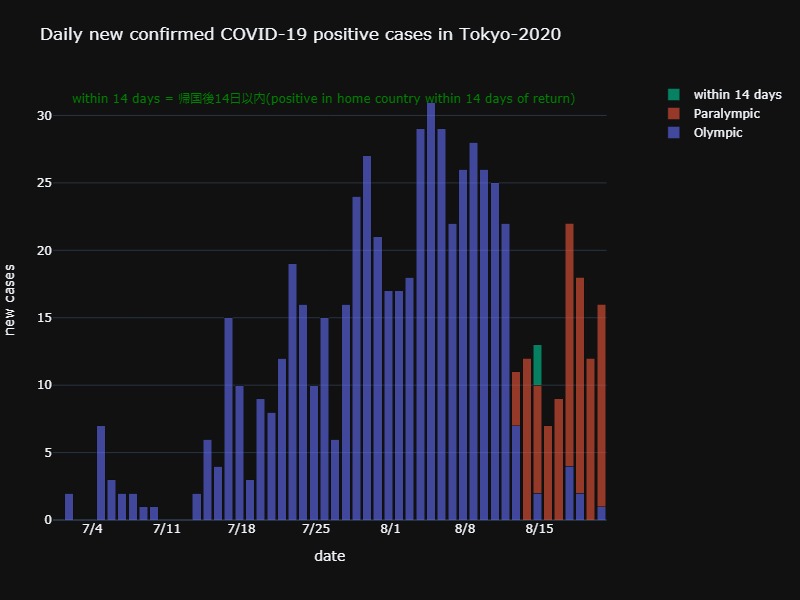 Daily new confirmed COVID-19 positive cases in Tokyo-2020
within 14 days = 帰国後14日以内(positive in home country within 14 days of return)
within 14 days
Paralympic
Olympic
30
25
20
15
10
5
0
new cases
7/4 7/11 7/18 7/25 8/1 8/8 8/15
date